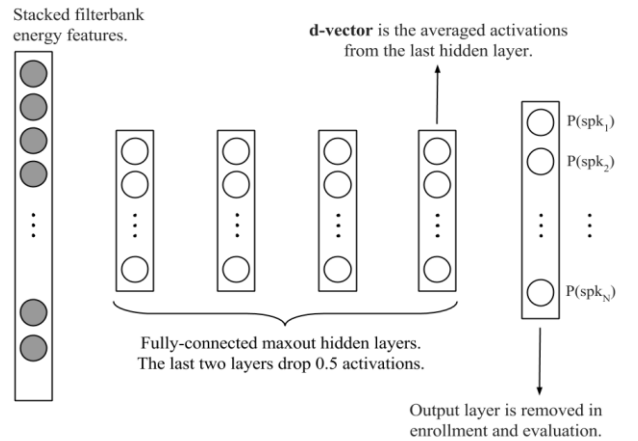 Stacked filterbank
energy features.
d-vector is the averaged activations
from the last hidden layer.
P(spk₁)
P(spk₂)
P(spk_N)
Fully-connected maxout hidden layers.
The last two layers drop 0.5 activations.
Output layer is removed in
enrollment and evaluation.